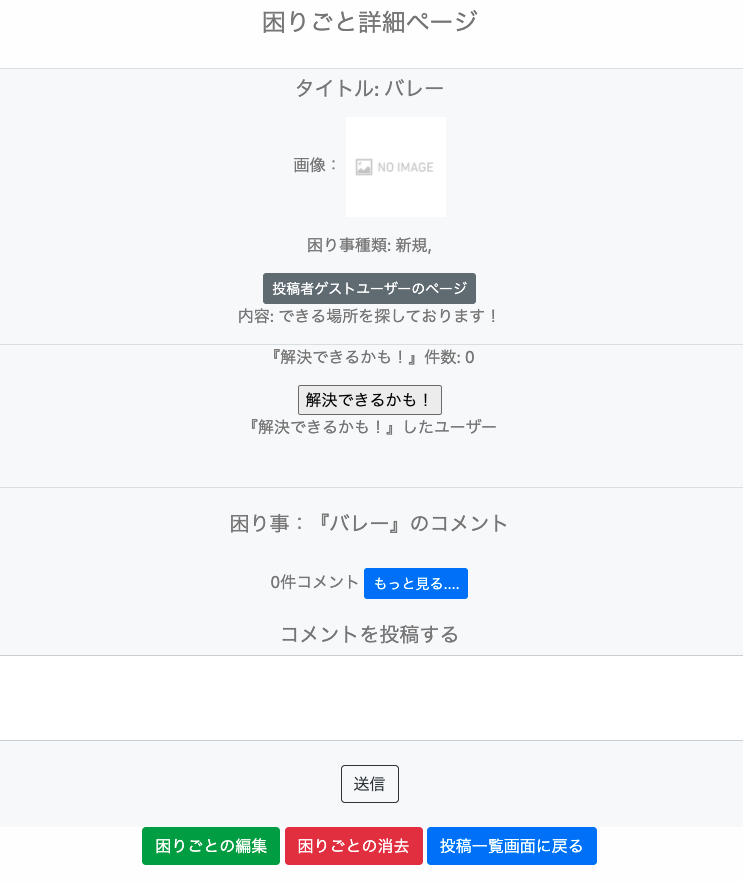 困りごと詳細ページ
タイトル: バレー
画像：
NO IMAGE
困り事種類: 新規,
投稿者ゲストユーザーのページ
内容: できる場所を探しております！
『解決できるかも！』件数: 0
解決できるかも！
『解決できるかも！』したユーザー
困り事：『バレー』のコメント
0件コメント もっと見る....
コメントを投稿する
送信
困りごとの編集 困りごとの消去 投稿一覧画面に戻る